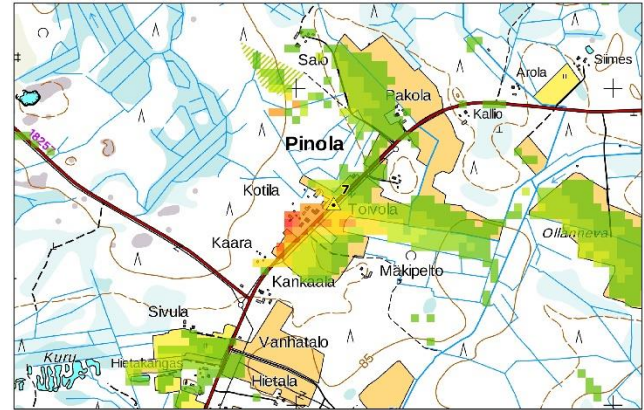 Salo
Siimes
Arola
Pakola
Kallio
18257
Pinola
7
Kotila
Toivola
Ollanneva
Kaara
Kankaala
Mäkipelto
Sivula
Vanhatalo
85
Kuru
Hietakangas
Hietala